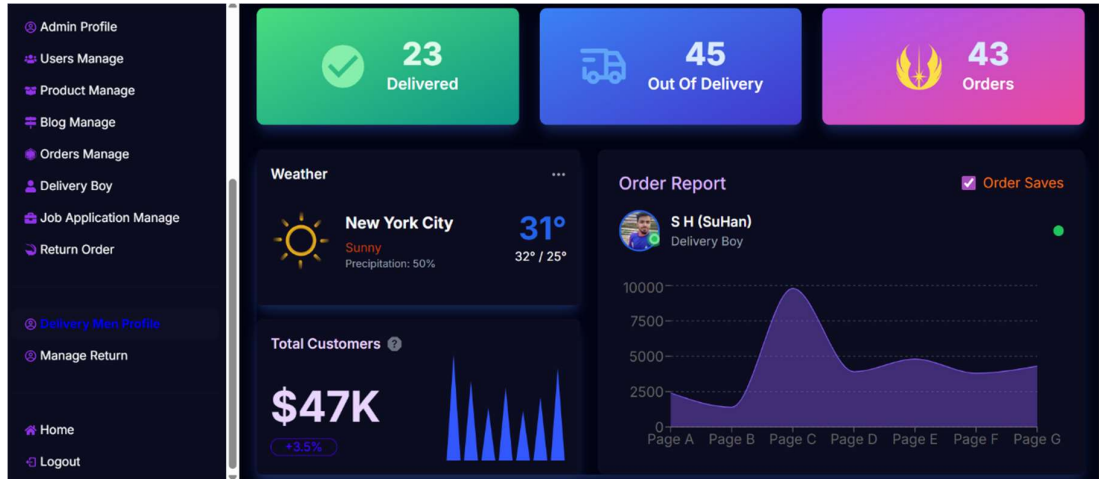 Admin Profile
Users Manage
Product Manage
Blog Manage
Orders Manage
Delivery Boy
Job Application Manage
Return Order
Delivery Man Profile
Manage Return
Home
Logout
23
Delivered
45
Out Of Delivery
43
Orders
Weather
...
New York City
Sunny
Precipitation: 50%
31°
32° / 25°
Total Customers ?
$47K
+3.5%
Order Report
Order Saves
S H (SuHan)
Delivery Boy
10000
7500
5000
2500
0
Page A Page B Page C Page D Page E Page F Page G